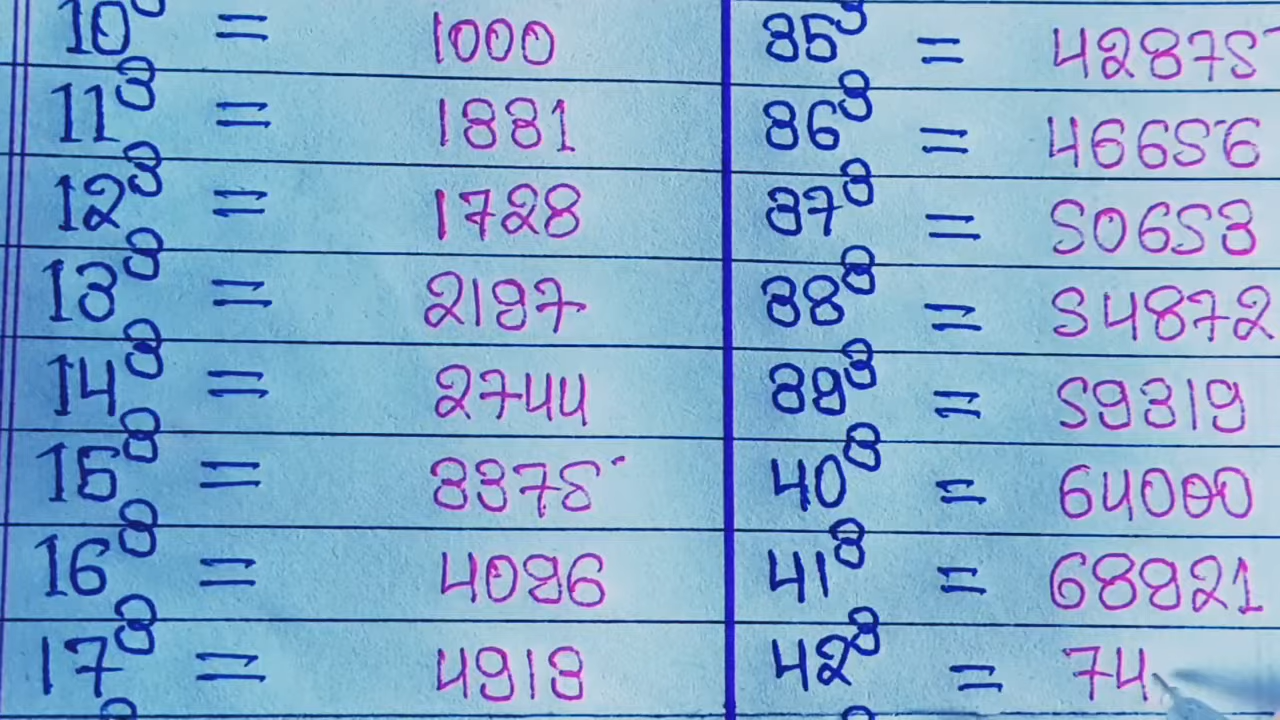 10³ = 1000
11³ = 1331
12³ = 1728
13³ = 2197
14³ = 2744
15³ = 3375
16³ = 4096
17³ = 4913
35³ = 42875
36³ = 46656
37³ = 50653
38³ = 54872
39³ = 59319
40³ = 64000
41³ = 68921
42³ = 74